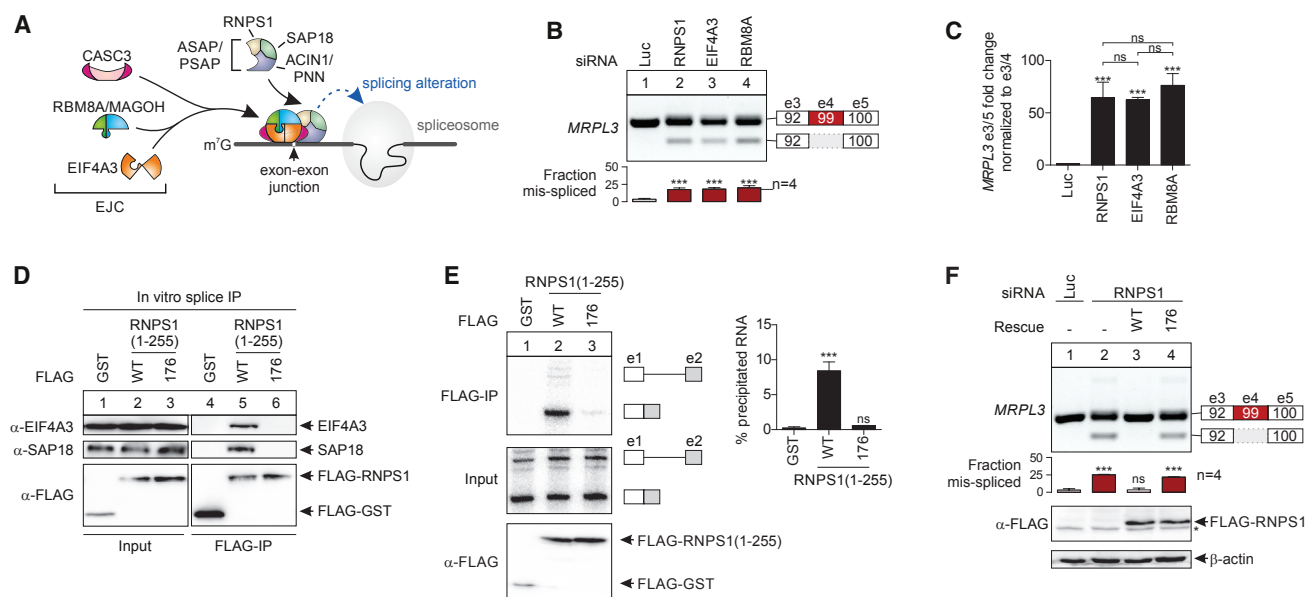 A
RNPS1
ASAP/
PSAP
SAP18
ACIN1/
PNN
CASC3
RBM8A/MAGOH
EIF4A3
EJC
splicing alteration
spliceosome
m7G
exon-exon
junction
B
siRNA
Luc
RNPS1
EIF4A3
RBM8A
1 2 3 4
MRPL3
e3 e4 e5
92 99 100
92 100
Fraction
mis-spliced
50
25
0
*** *** ***
n=4
C
MRPL3 e3/5 fold change
normalized to e3/4
100
50
0
ns
ns ns
*** *** ***
Luc
RNPS1
EIF4A3
RBM8A
D
In vitro splice IP
RNPS1
(1-255)
RNPS1
(1-255)
FLAG
GST WT 176 GST WT 176
1 2 3 4 5 6
α-EIF4A3
EIF4A3
α-SAP18
SAP18
α-FLAG
FLAG-RNPS1
FLAG-GST
Input
FLAG-IP
E
RNPS1(1-255)
FLAG
GST WT 176
1 2 3
FLAG-IP
e1 e2
Input
e1 e2
α-FLAG
FLAG-RNPS1(1-255)
FLAG-GST
% precipitated RNA
15
10
5
0
***
ns
GST WT 176
RNPS1(1-255)
F
siRNA
Luc
RNPS1
Rescue
- - WT 176
1 2 3 4
MRPL3
e3 e4 e5
92 99 100
92 100
Fraction
mis-spliced
50
25
0
*** ns ***
n=4
α-FLAG
FLAG-RNPS1
*
β-actin